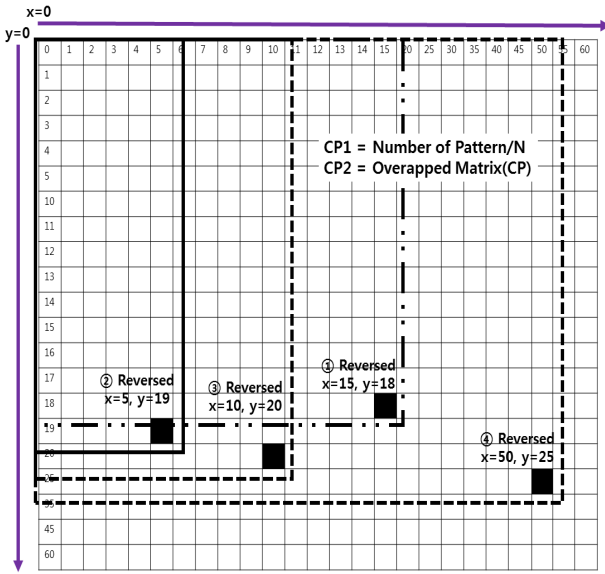 x=0
y=0
0 1 2 3 4 5 6 7 8 9 10 11 12 13 14 15 20 25 30 35 40 45 50 55 60
1
2
3
4
5
10
11
12
13
14
15
16
17
18
19
20
25
35
45
60
CP1 = Number of Pattern/N
CP2 = Overapped Matrix(CP)
① Reversed
x=15, y=18
② Reversed
x=5, y=19
③ Reversed
x=10, y=20
④ Reversed
x=50, y=25